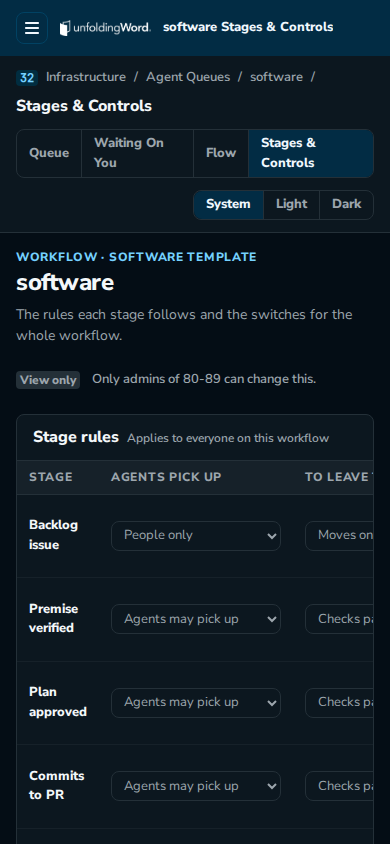 unfoldingWord. software Stages & Controls
32 Infrastructure / Agent Queues / software /
Stages & Controls
Queue
Waiting On
You
Flow
Stages &
Controls
System Light Dark
WORKFLOW · SOFTWARE TEMPLATE
software
The rules each stage follows and the switches for the
whole workflow.
View only Only admins of 80-89 can change this.
Stage rules Applies to everyone on this workflow
STAGE AGENTS PICK UP TO LEAVE
Backlog
issue
People only
Moves on
Premise
verified
Agents may pick up
Checks
Plan
approved
Agents may pick up
Checks
Commits
to PR
Agents may pick up
Checks